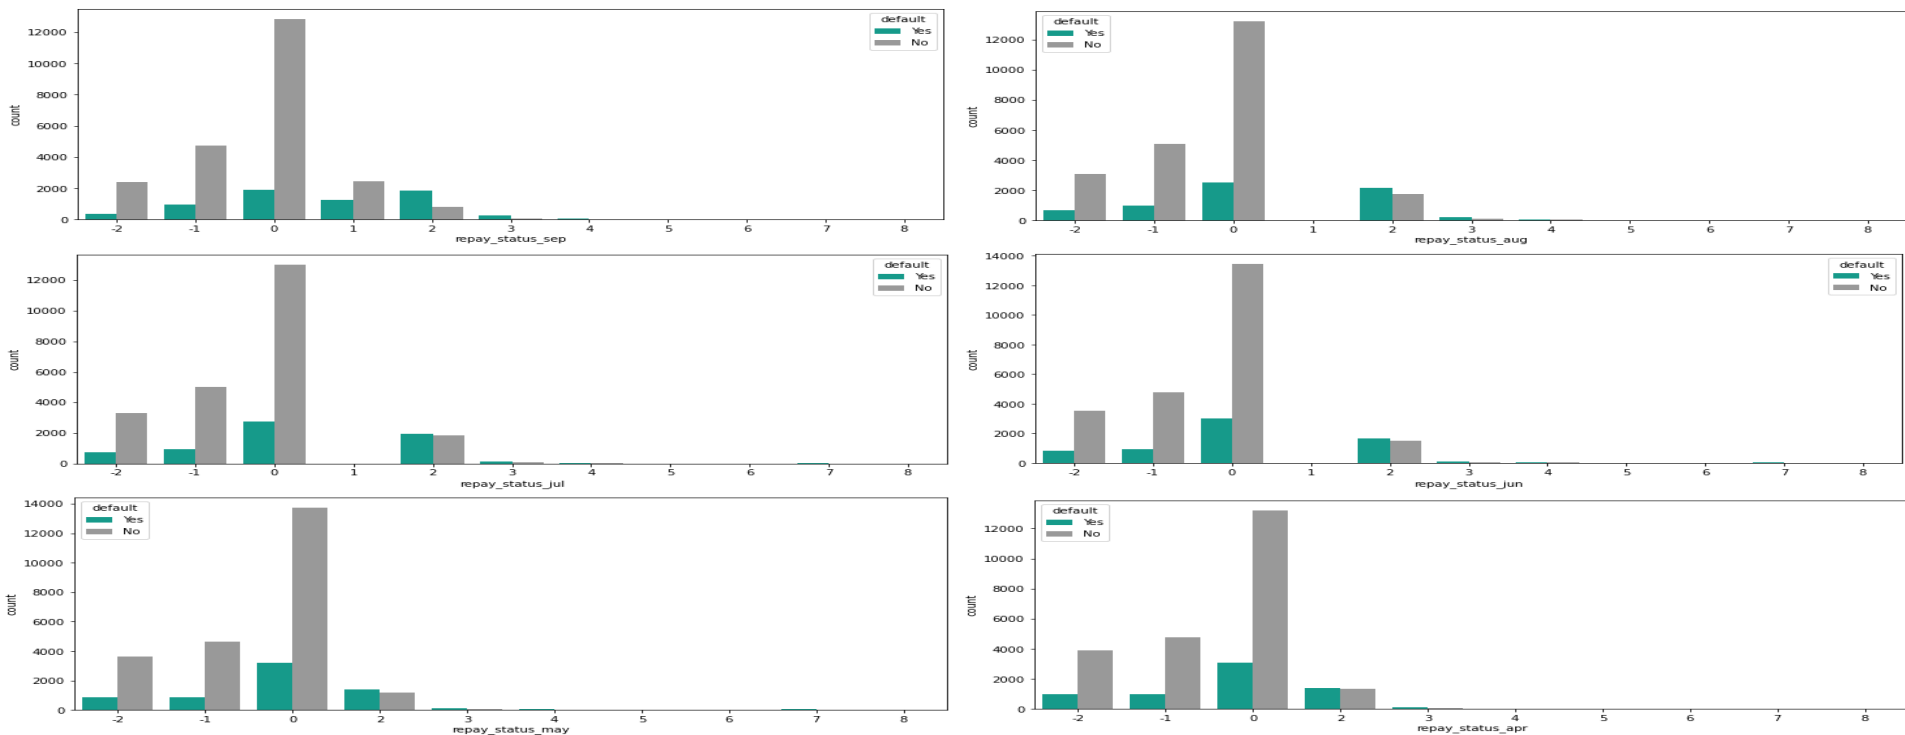 default
Yes
No
12000
10000
8000
6000
4000
2000
0
count
-2 -1 0 1 2 3 4 5 6 7 8
repay_status_sep
default
Yes
No
12000
10000
8000
6000
4000
2000
0
count
-2 -1 0 1 2 3 4 5 6 7 8
repay_status_aug
default
Yes
No
12000
10000
8000
6000
4000
2000
0
count
-2 -1 0 1 2 3 4 5 6 7 8
repay_status_jul
default
Yes
No
14000
12000
10000
8000
6000
4000
2000
0
count
-2 -1 0 1 2 3 4 5 6 7 8
repay_status_jun
default
Yes
No
14000
12000
10000
8000
6000
4000
2000
0
count
-2 -1 0 2 3 4 5 6 7 8
repay_status_may
default
Yes
No
12000
10000
8000
6000
4000
2000
0
count
-2 -1 0 2 3 4 5 6 7 8
repay_status_apr